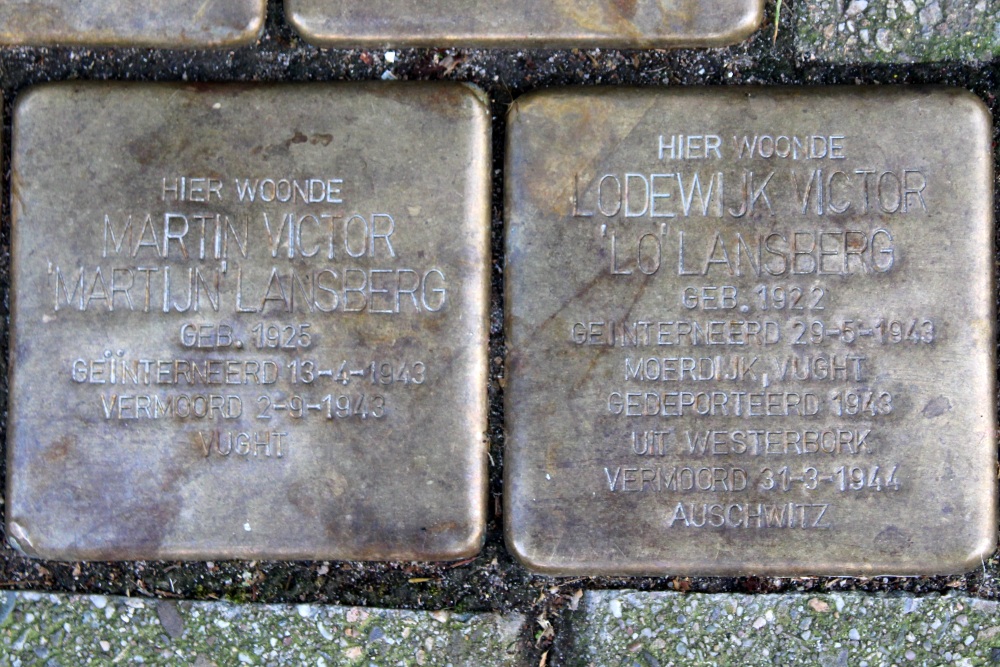 HIER WOONDE
MARTIN VICTOR
'MARTIJN' LANSBERG
GEB. 1925
GEÏNTERNEERD 13-4-1943
VERMOORD 2-9-1943
VUGHT
HIER WOONDE
LODEWIJK VICTOR
'LO' LANSBERG
GEB. 1922
GEÏNTERNEERD 29-5-1943
MOERDIJK, VUGHT
GEDEPORTEERD 1943
UIT WESTERBORK
VERMOORD 31-3-1944
AUSCHWITZ